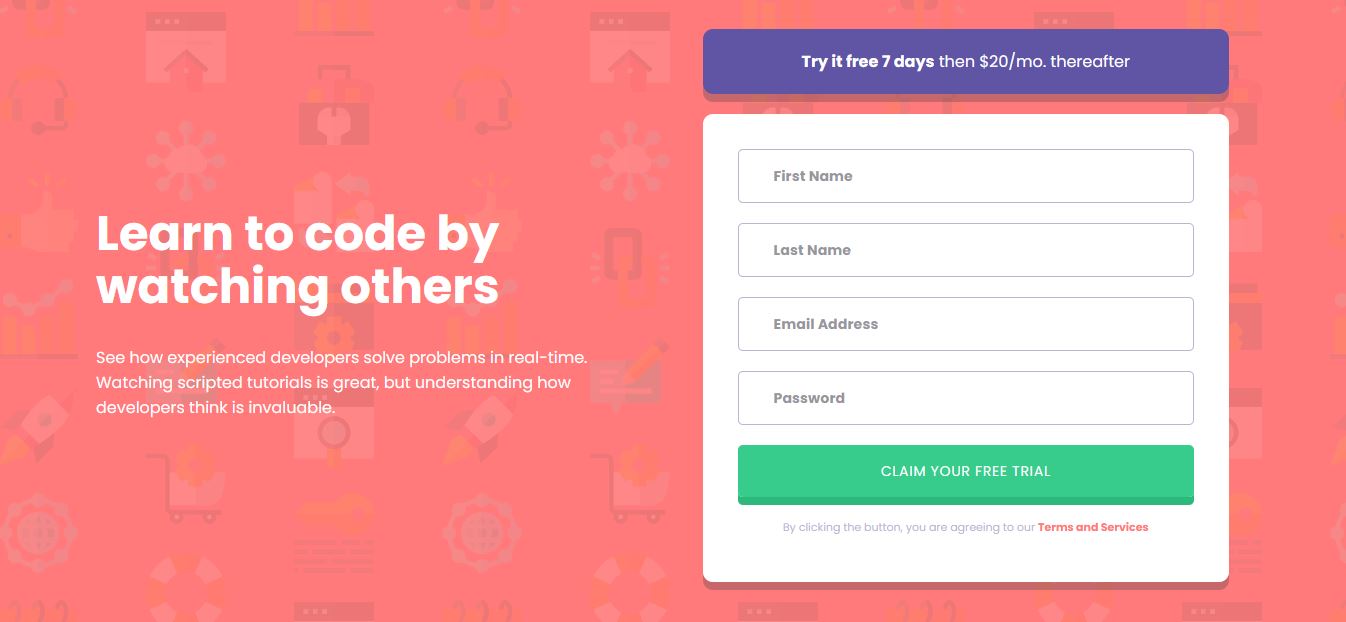 Learn to code by
watching others
See how experienced developers solve problems in real-time.
Watching scripted tutorials is great, but understanding how
developers think is invaluable.
Try it free 7 days then $20/mo. thereafter
First Name
Last Name
Email Address
Password
CLAIM YOUR FREE TRIAL
By clicking the button, you are agreeing to our Terms and Services